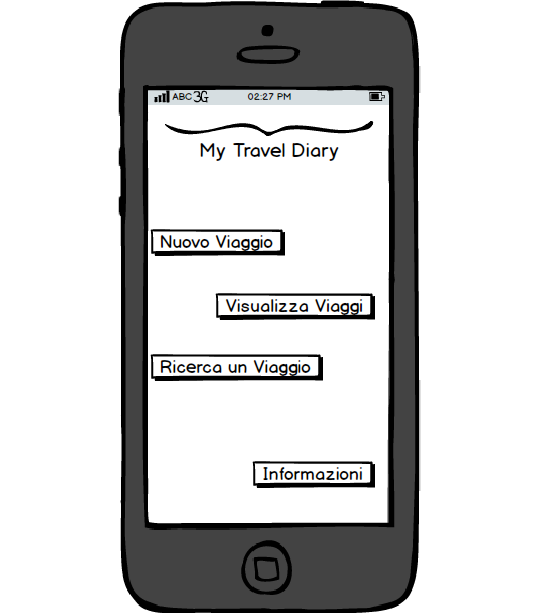 ABC 3G 02:27 PM
My Travel Diary
Nuovo Viaggio
Visualizza Viaggi
Ricerca un Viaggio
Informazioni